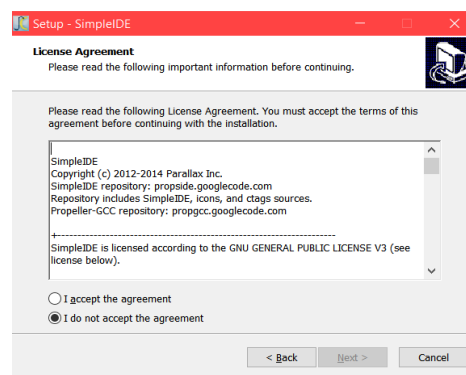 Setup - SimpleIDE
License Agreement
Please read the following important information before continuing.
Please read the following License Agreement. You must accept the terms of this
agreement before continuing with the installation.
SimpleIDE
Copyright (c) 2012-2014 Parallax Inc.
SimpleIDE repository: propside.googlecode.com
Repository includes SimpleIDE, icons, and ctags sources.
Propeller-GCC repository: propgcc.googlecode.com
+------------------------------------------------------------
SimpleIDE is licensed according to the GNU GENERAL PUBLIC LICENSE V3 (see
license below).
I accept the agreement
I do not accept the agreement
< Back Next > Cancel